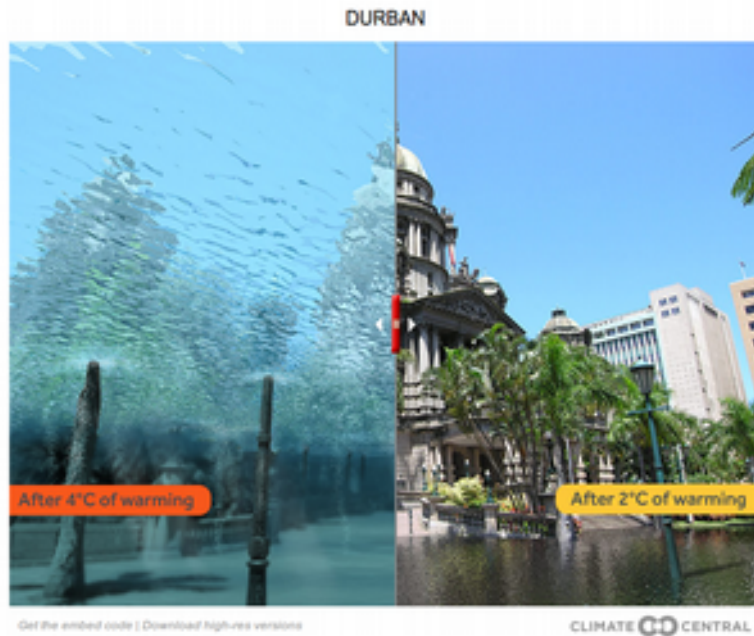 DURBAN
After 4°C of warming
After 2°C of warming
Get the embed code | Download high-res versions
CLIMATE CENTRAL